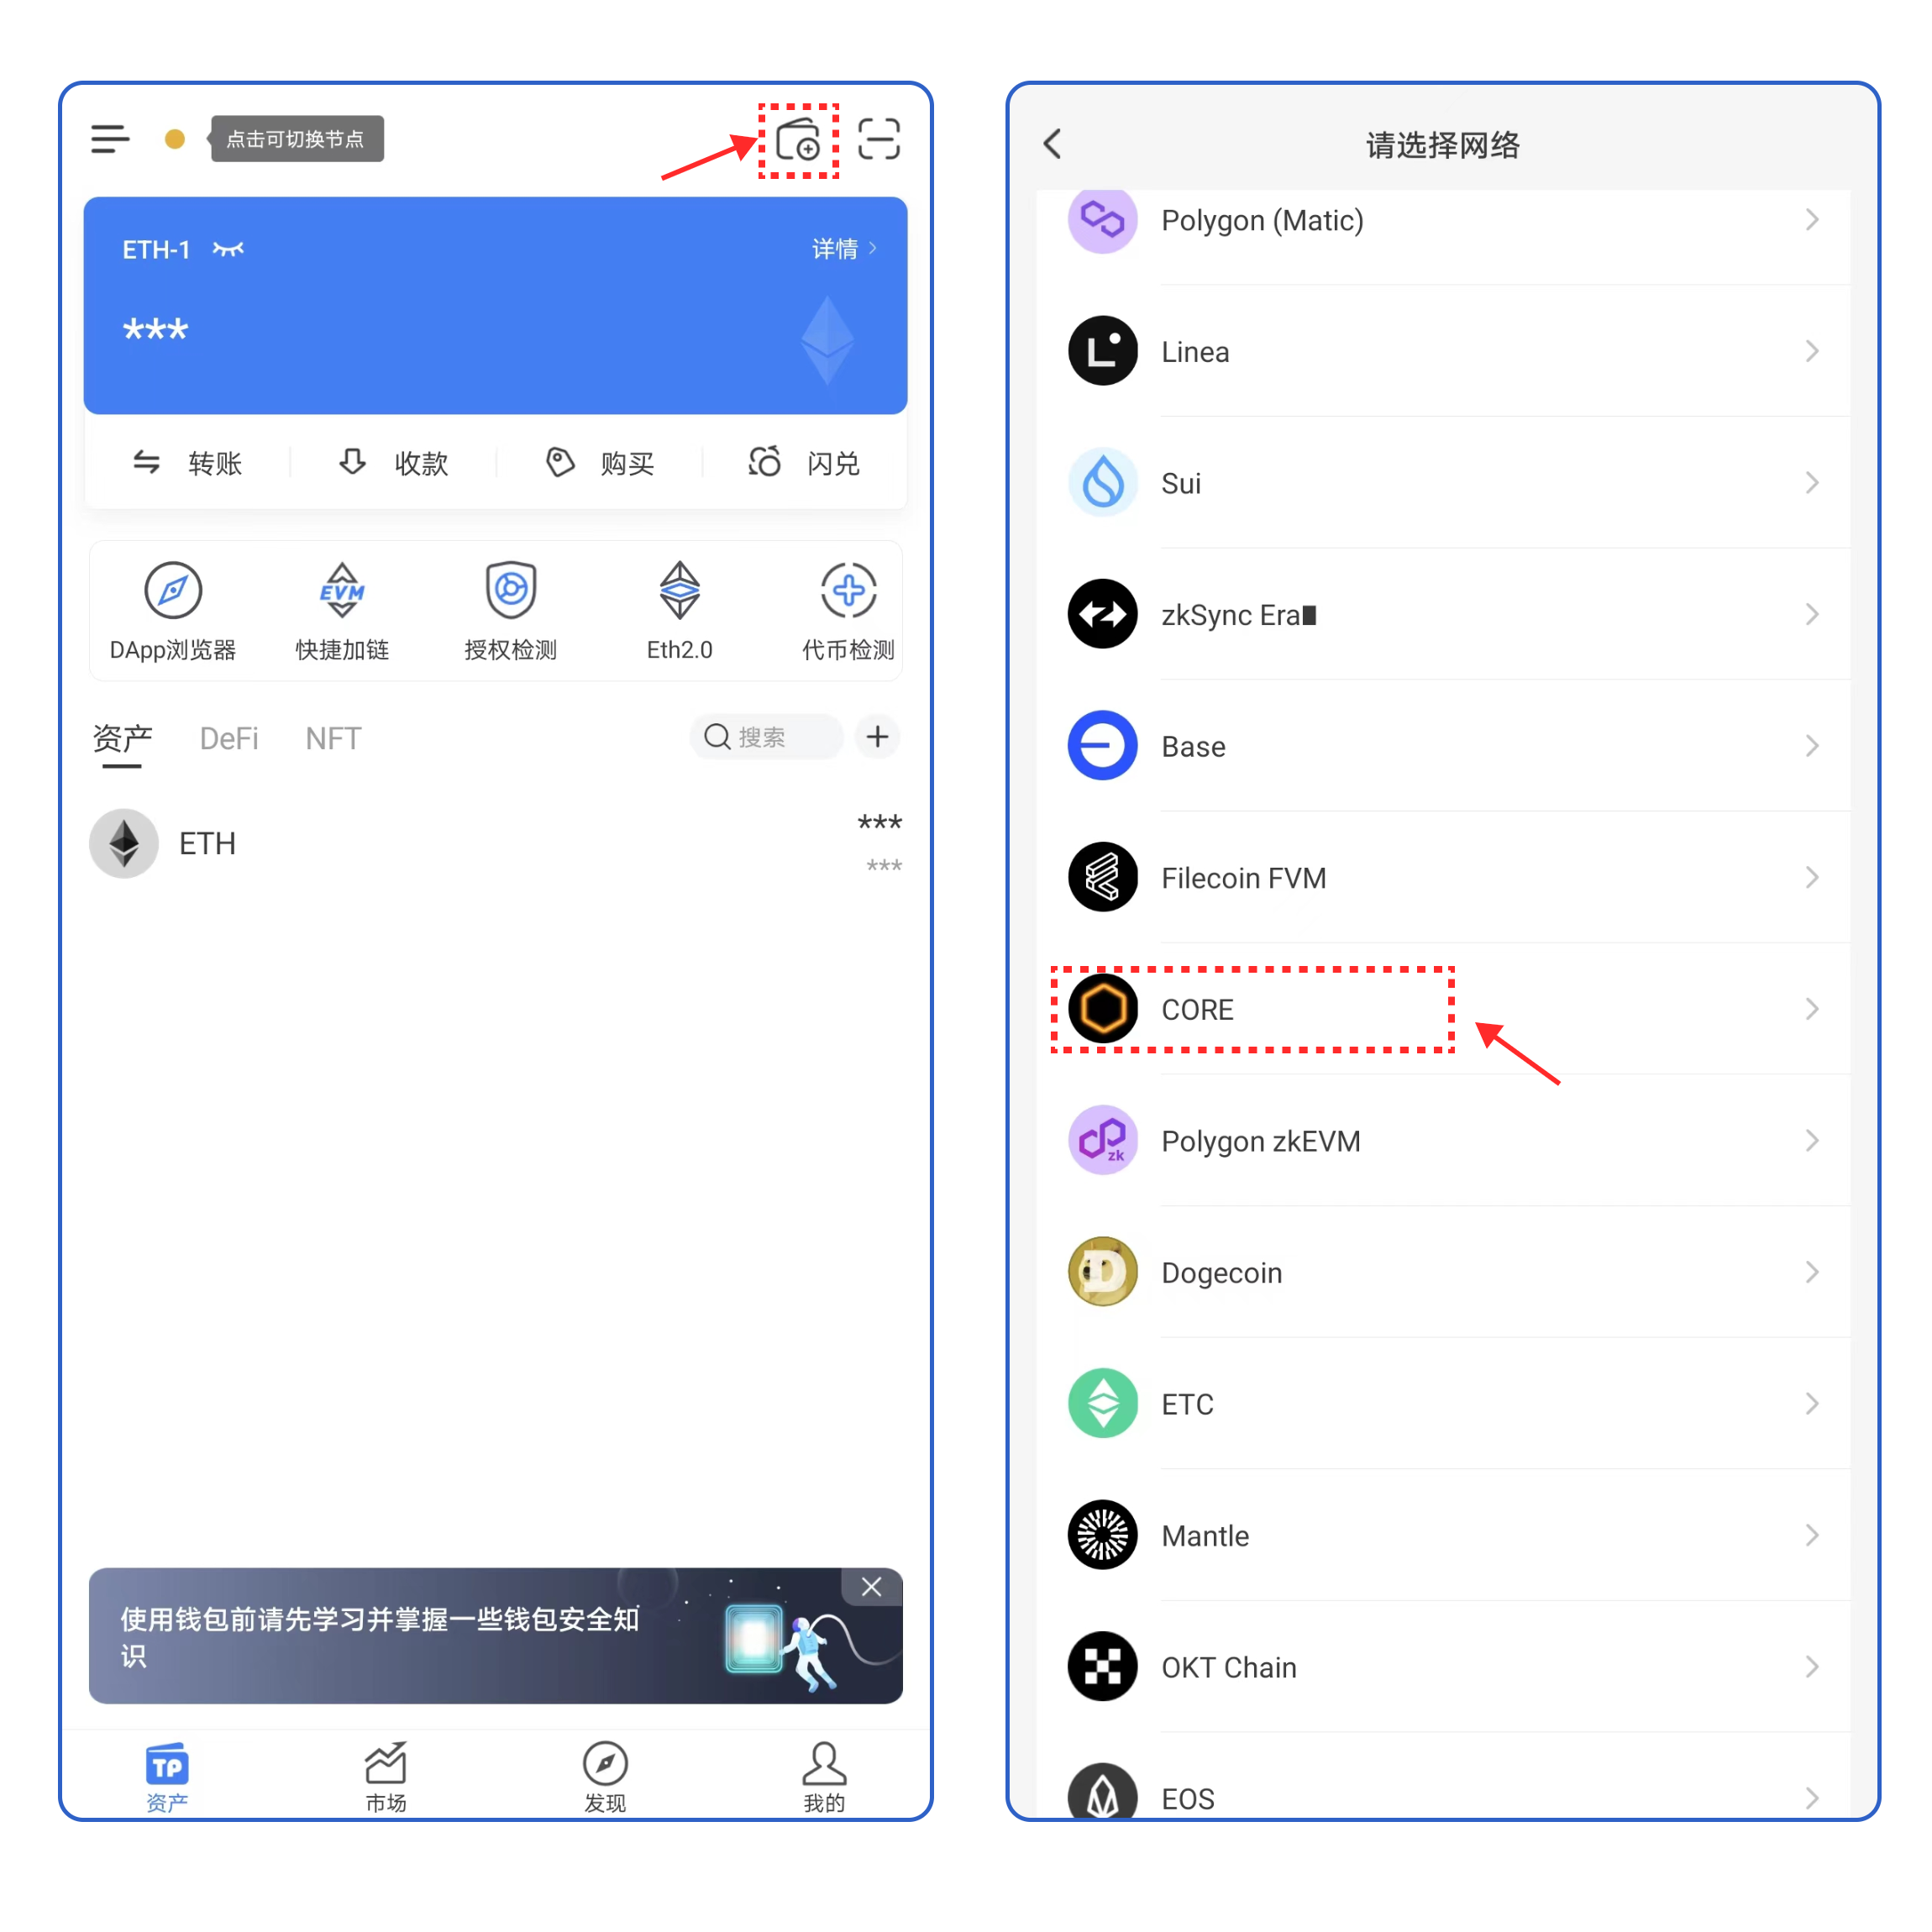 点击可切换节点
ETH-1
详情
***
转账
收款
购买
闪兑
EVM
DApp浏览器
快捷加链
授权检测
Eth2.0
代币检测
资产
DeFi
NFT
搜索
ETH
***
***
使用钱包前请先学习并掌握一些钱包安全知
识
TP
资产
市场
发现
我的
请选择网络
Polygon (Matic)
Linea
Sui
zkSync Era∎
Base
Filecoin FVM
CORE
zk
Polygon zkEVM
D
Dogecoin
ETC
Mantle
OKT Chain
EOS